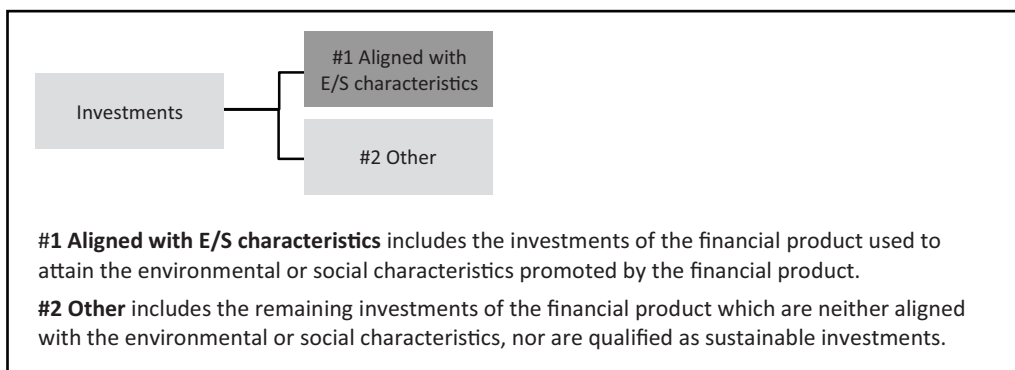 #1 Aligned with
E/S characteristics
Investments
#2 Other
#1 Aligned with E/S characteristics includes the investments of the financial product used to
attain the environmental or social characteristics promoted by the financial product.
#2 Other includes the remaining investments of the financial product which are neither aligned
with the environmental or social characteristics, nor are qualified as sustainable investments.